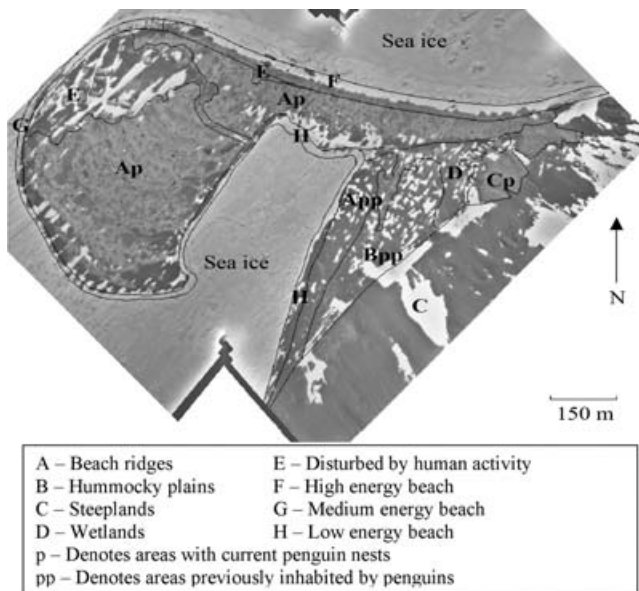 Sea ice
E
F
E
Ap
G
H
Ap
D
Cp
App
Sea ice
Bpp
N
H
C
150 m
A – Beach ridges
E – Disturbed by human activity
B – Hummocky plains
F – High energy beach
C – Steeplands
G – Medium energy beach
D – Wetlands
H – Low energy beach
p – Denotes areas with current penguin nests
pp – Denotes areas previously inhabited by penguins